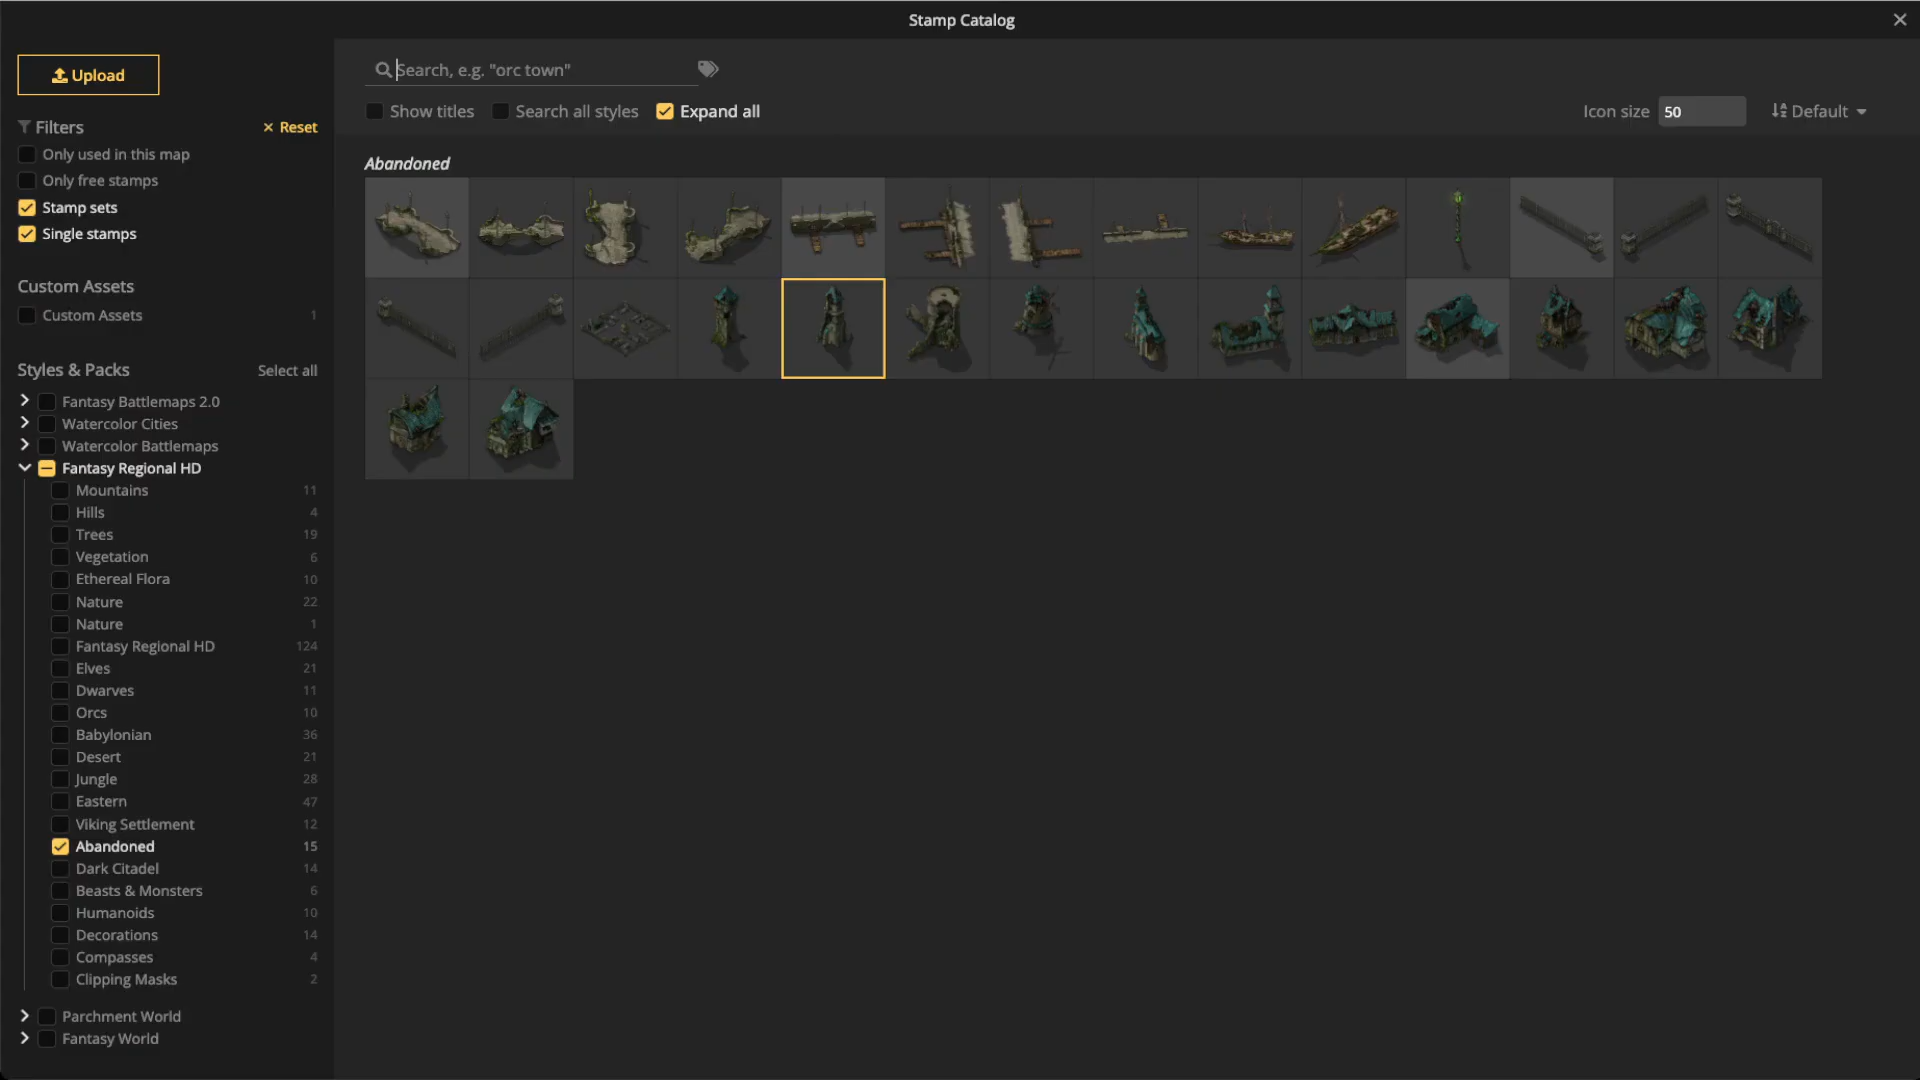 Stamp Catalog
Upload
Search, e.g. "orc town"
Show titles
Search all styles
Expand all
Icon size 50
Default
Filters
Reset
Only used in this map
Only free stamps
Stamp sets
Single stamps
Custom Assets
Custom Assets 1
Styles & Packs
Select all
Fantasy Battlemaps 2.0
Watercolor Cities
Watercolor Battlemaps
Fantasy Regional HD
Mountains 11
Hills 4
Trees 19
Vegetation 6
Ethereal Flora 10
Nature 22
Nature 1
Fantasy Regional HD 124
Elves 21
Dwarves 11
Orcs 10
Babylonian 36
Desert 21
Jungle 28
Eastern 47
Viking Settlement 12
Abandoned 15
Dark Citadel 14
Beasts & Monsters 6
Humanoids 10
Decorations 14
Compasses 4
Clipping Masks 2
Parchment World
Fantasy World
Abandoned